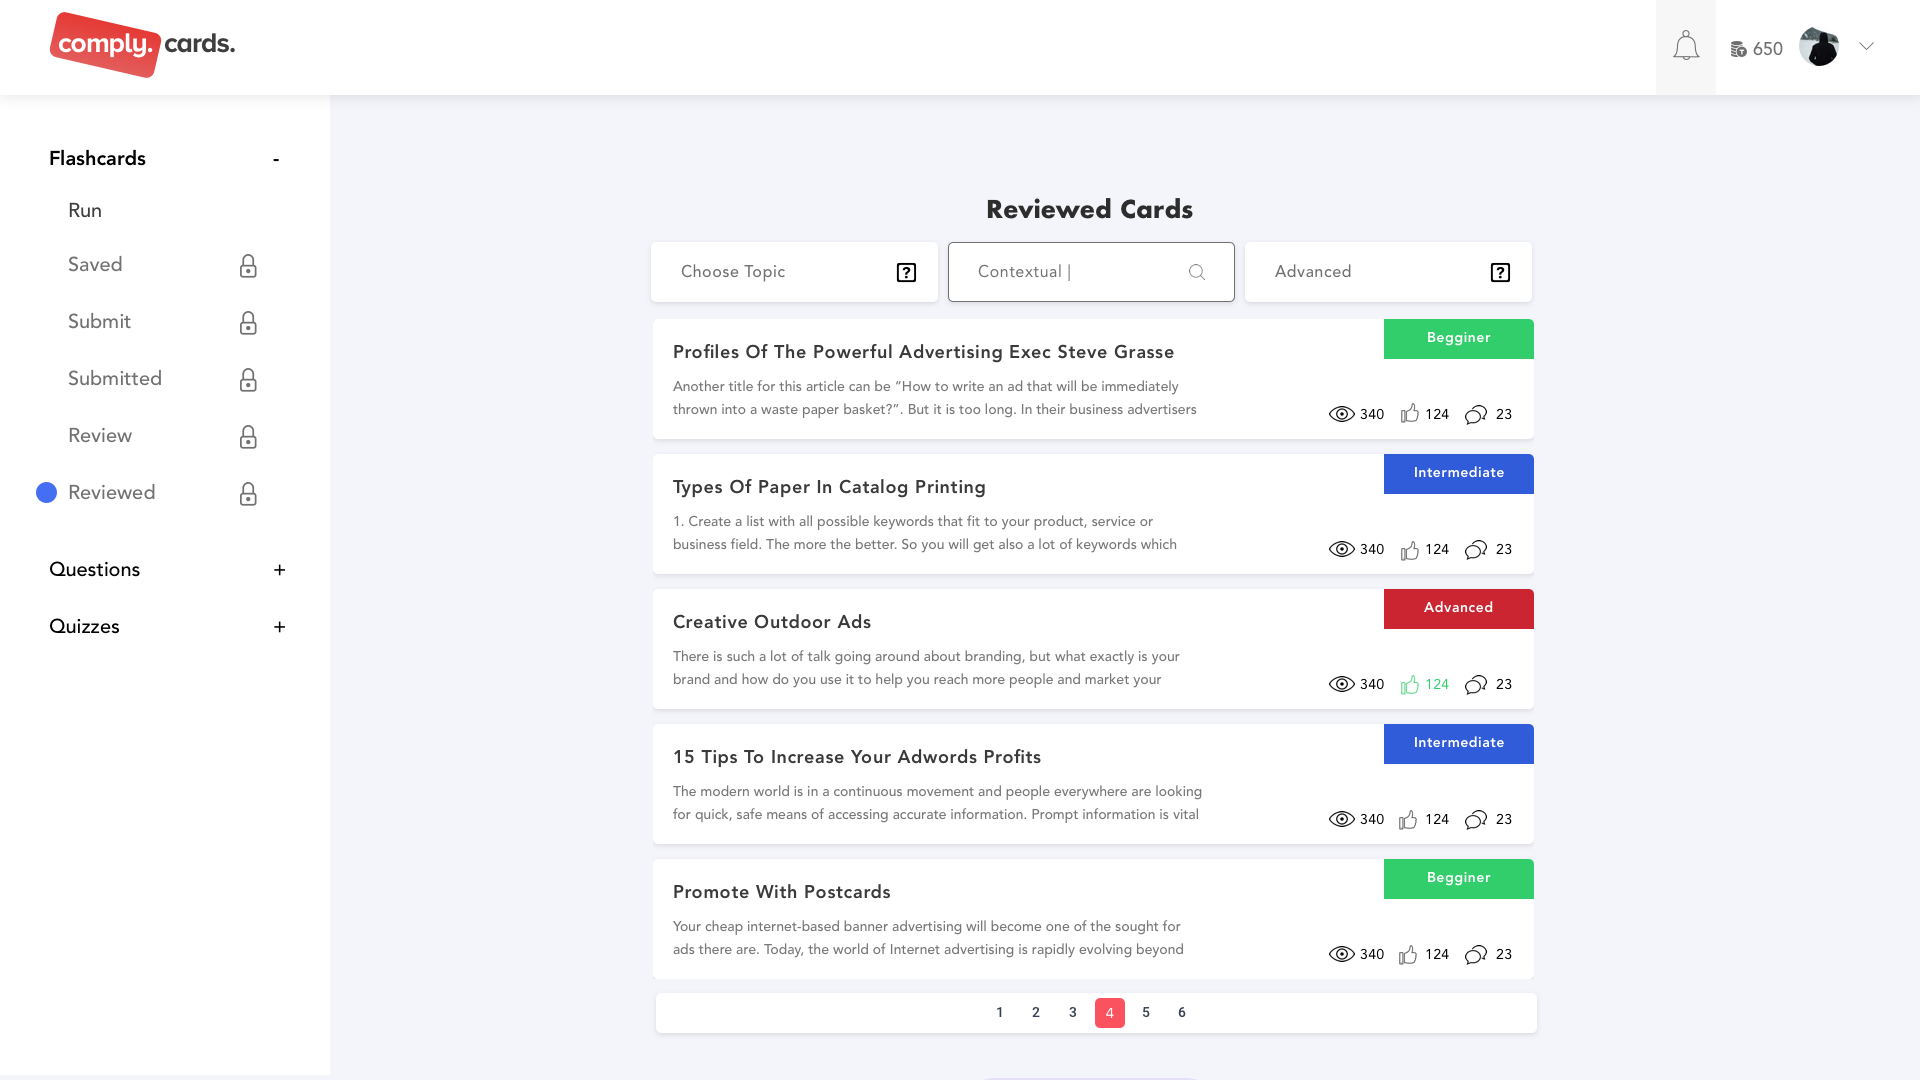 comply. cards.
650
Flashcards -
Run
Saved
Submit
Submitted
Review
Reviewed
Questions +
Quizzes +
Reviewed Cards
Choose Topic ?
Contextual |
Advanced ?
Begginer
Profiles Of The Powerful Advertising Exec Steve Grasse
Another title for this article can be “How to write an ad that will be immediately
thrown into a waste paper basket?”. But it is too long. In their business advertisers
340 124 23
Intermediate
Types Of Paper In Catalog Printing
1. Create a list with all possible keywords that fit to your product, service or
business field. The more the better. So you will get also a lot of keywords which
340 124 23
Advanced
Creative Outdoor Ads
There is such a lot of talk going around about branding, but what exactly is your
brand and how do you use it to help you reach more people and market your
340 124 23
Intermediate
15 Tips To Increase Your Adwords Profits
The modern world is in a continuous movement and people everywhere are looking
for quick, safe means of accessing accurate information. Prompt information is vital
340 124 23
Begginer
Promote With Postcards
Your cheap internet-based banner advertising will become one of the sought for
ads there are. Today, the world of Internet advertising is rapidly evolving beyond
340 124 23
1 2 3 4 5 6